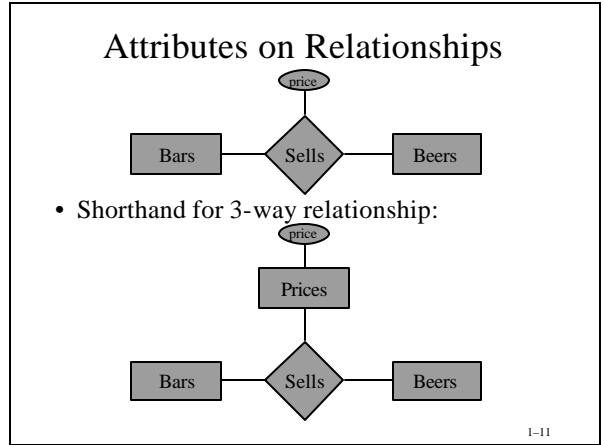 Attributes on Relationships
price
Bars Sells Beers
• Shorthand for 3-way relationship:
price
Prices
Bars Sells Beers
1–11